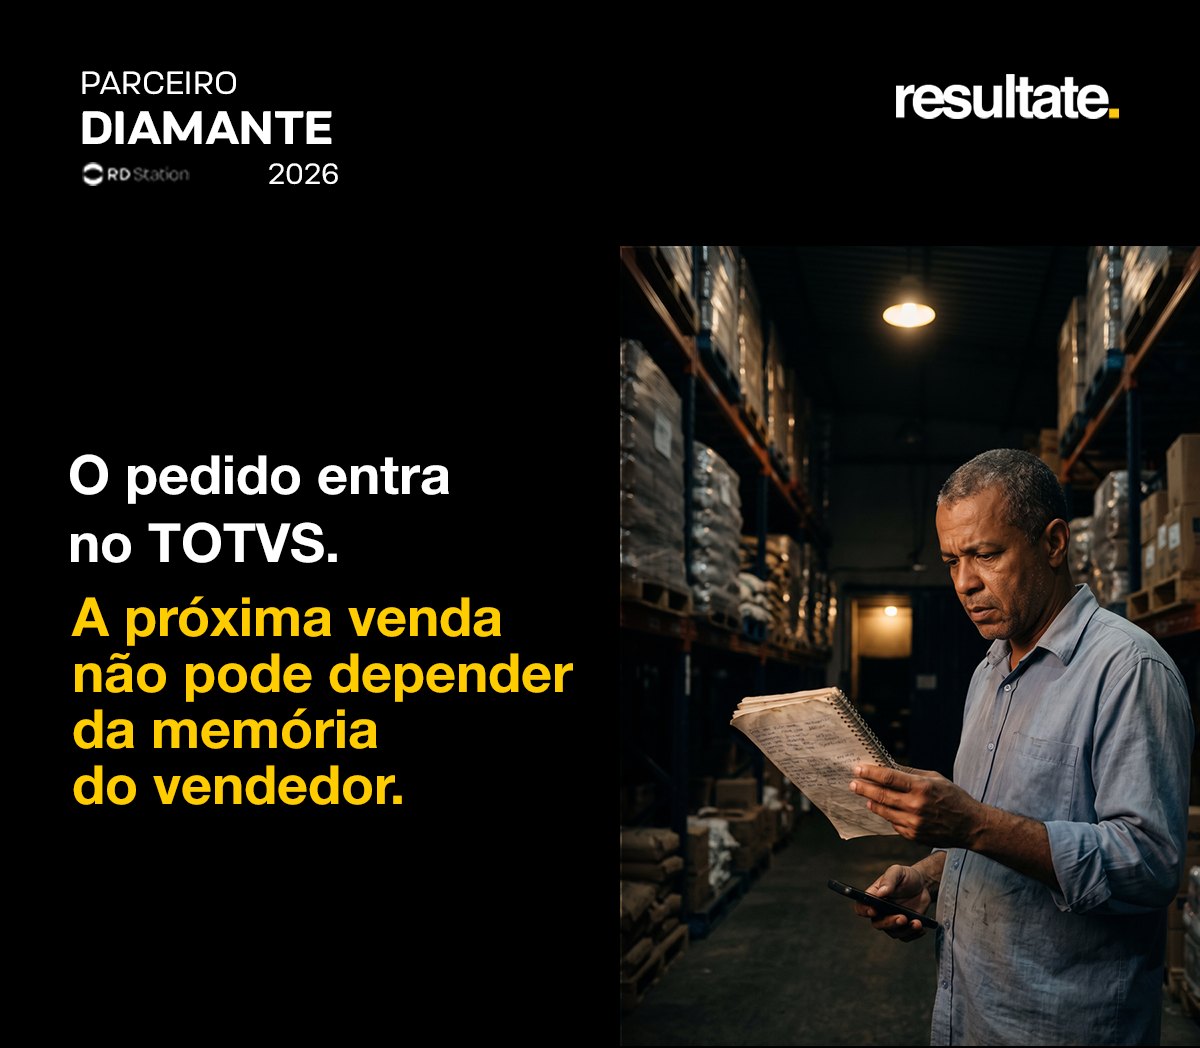 PARCEIRO
DIAMANTE
RD Station 2026
resultate.
O pedido entra
no TOTVS.
A próxima venda
não pode depender
da memória
do vendedor.